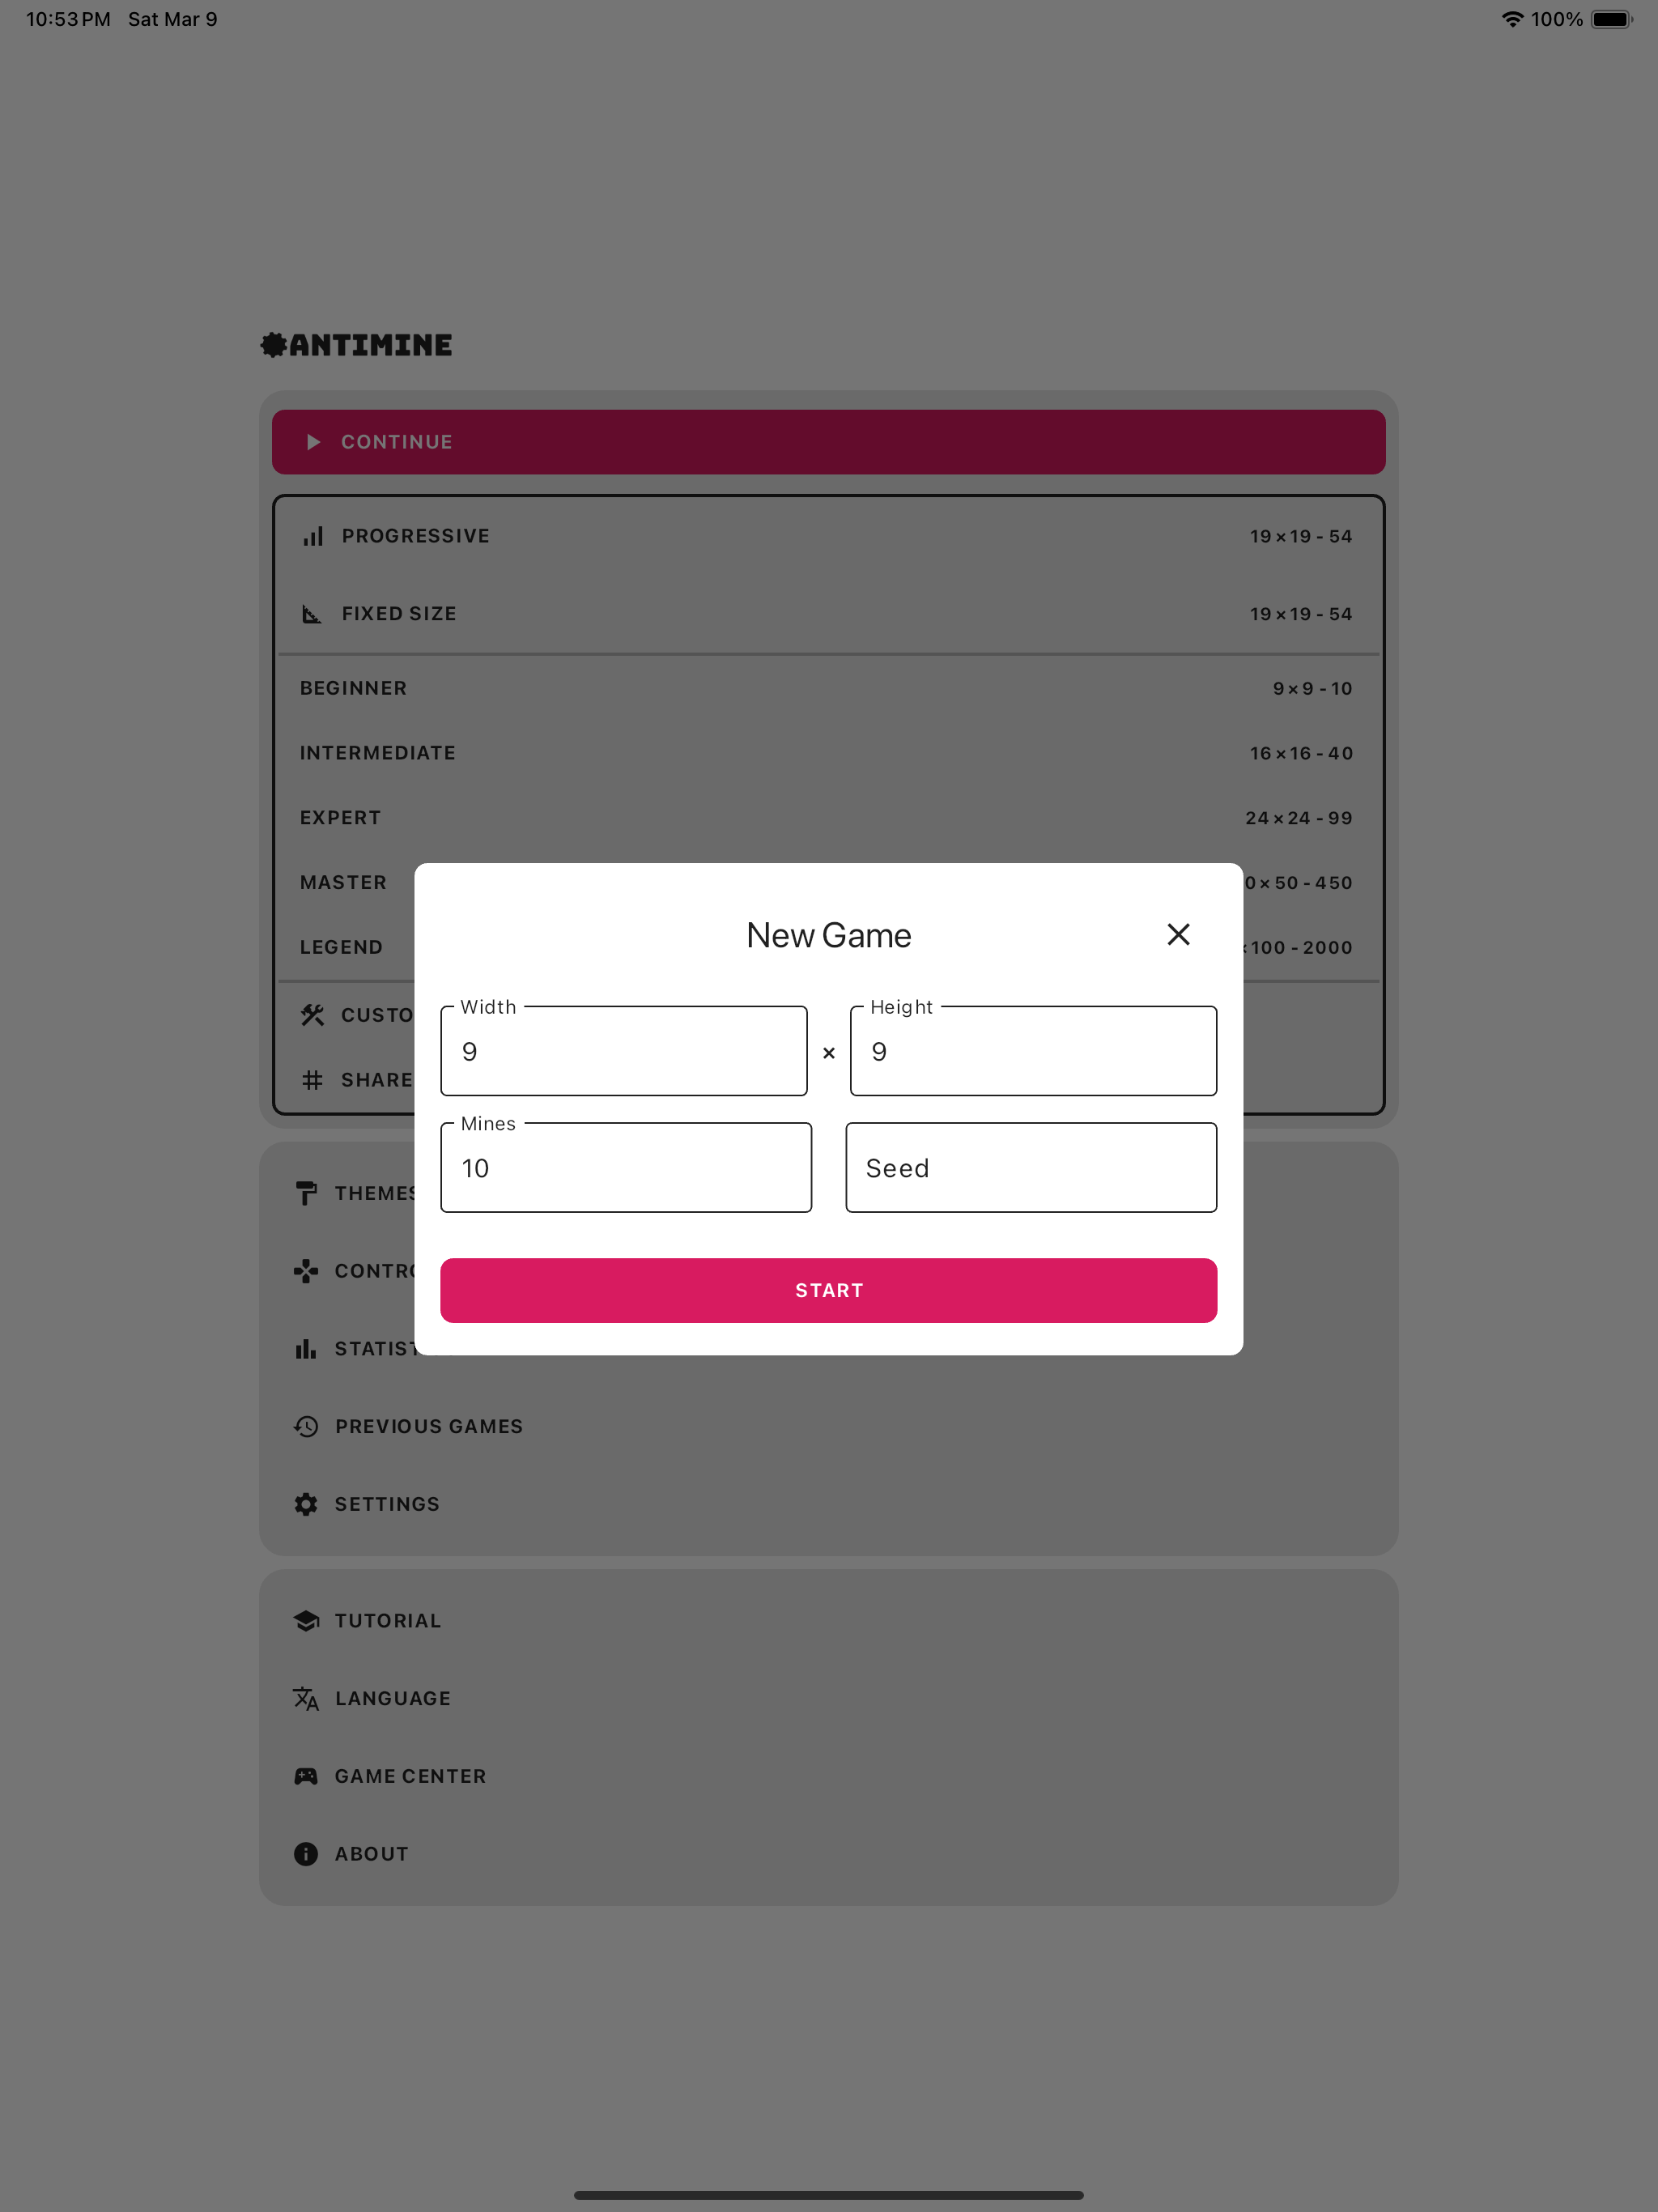 10:53 PM Sat Mar 9 100%
ANTIMINE
CONTINUE
PROGRESSIVE 19×19 - 54
FIXED SIZE 19×19 - 54
BEGINNER 9×9 - 10
INTERMEDIATE 16×16 - 40
EXPERT 24×24 - 99
MASTER 0×50 - 450
LEGEND ×100 - 2000
CUSTO
SHARE
New Game
Width Height
9 × 9
Mines
10 Seed
START
THEMES
CONTRO
STATIST
PREVIOUS GAMES
SETTINGS
TUTORIAL
LANGUAGE
GAME CENTER
ABOUT